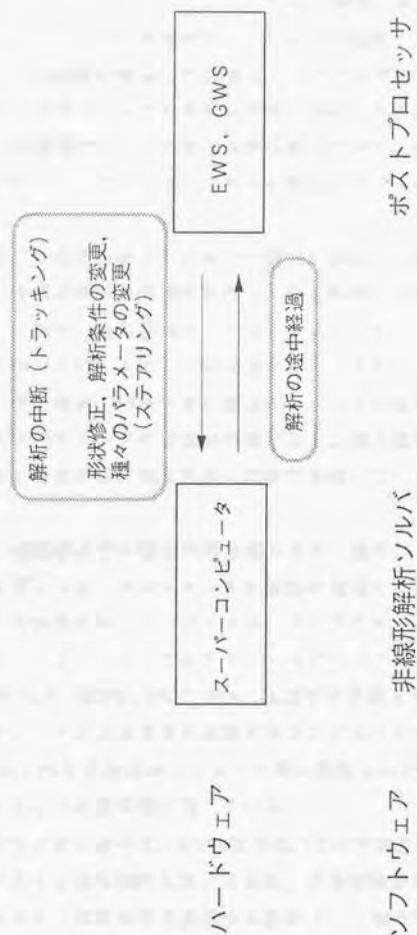 解析の中断（トラッキング）
形状修正，解析条件の変更，
種々のパラメータの変更
（ステアリング）
ハードウェア
スーパーコンピュータ
EWS、GWS
解析の途中経過
ソフトウェア
非線形解析ソルバ
ポストプロセッサ